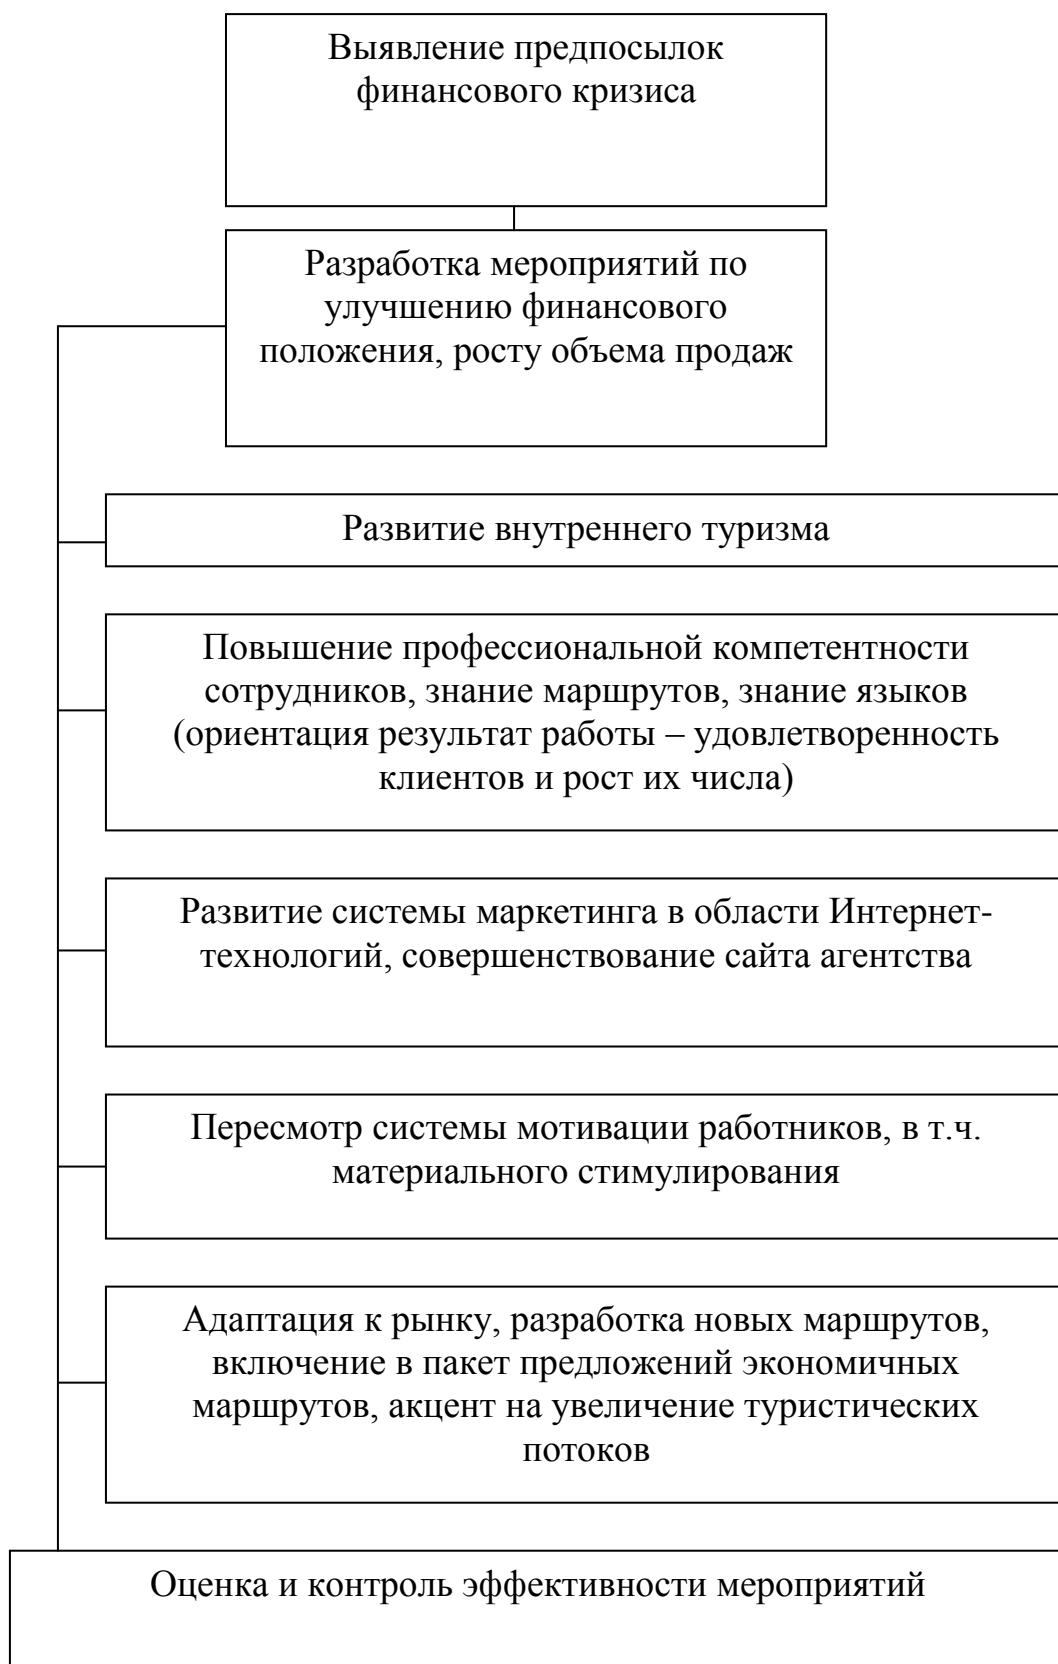 Выявление предпосылок
финансового кризиса
Разработка мероприятий по
улучшению финансового
положения, росту объема продаж
Развитие внутреннего туризма
Повышение профессиональной компетентности
сотрудников, знание маршрутов, знание языков
(ориентация результат работы – удовлетворенность
клиентов и рост их числа)
Развитие системы маркетинга в области Интернет-
технологий, совершенствование сайта агентства
Пересмотр системы мотивации работников, в т.ч.
материального стимулирования
Адаптация к рынку, разработка новых маршрутов,
включение в пакет предложений экономичных
маршрутов, акцент на увеличение туристических
потоков
Оценка и контроль эффективности мероприятий